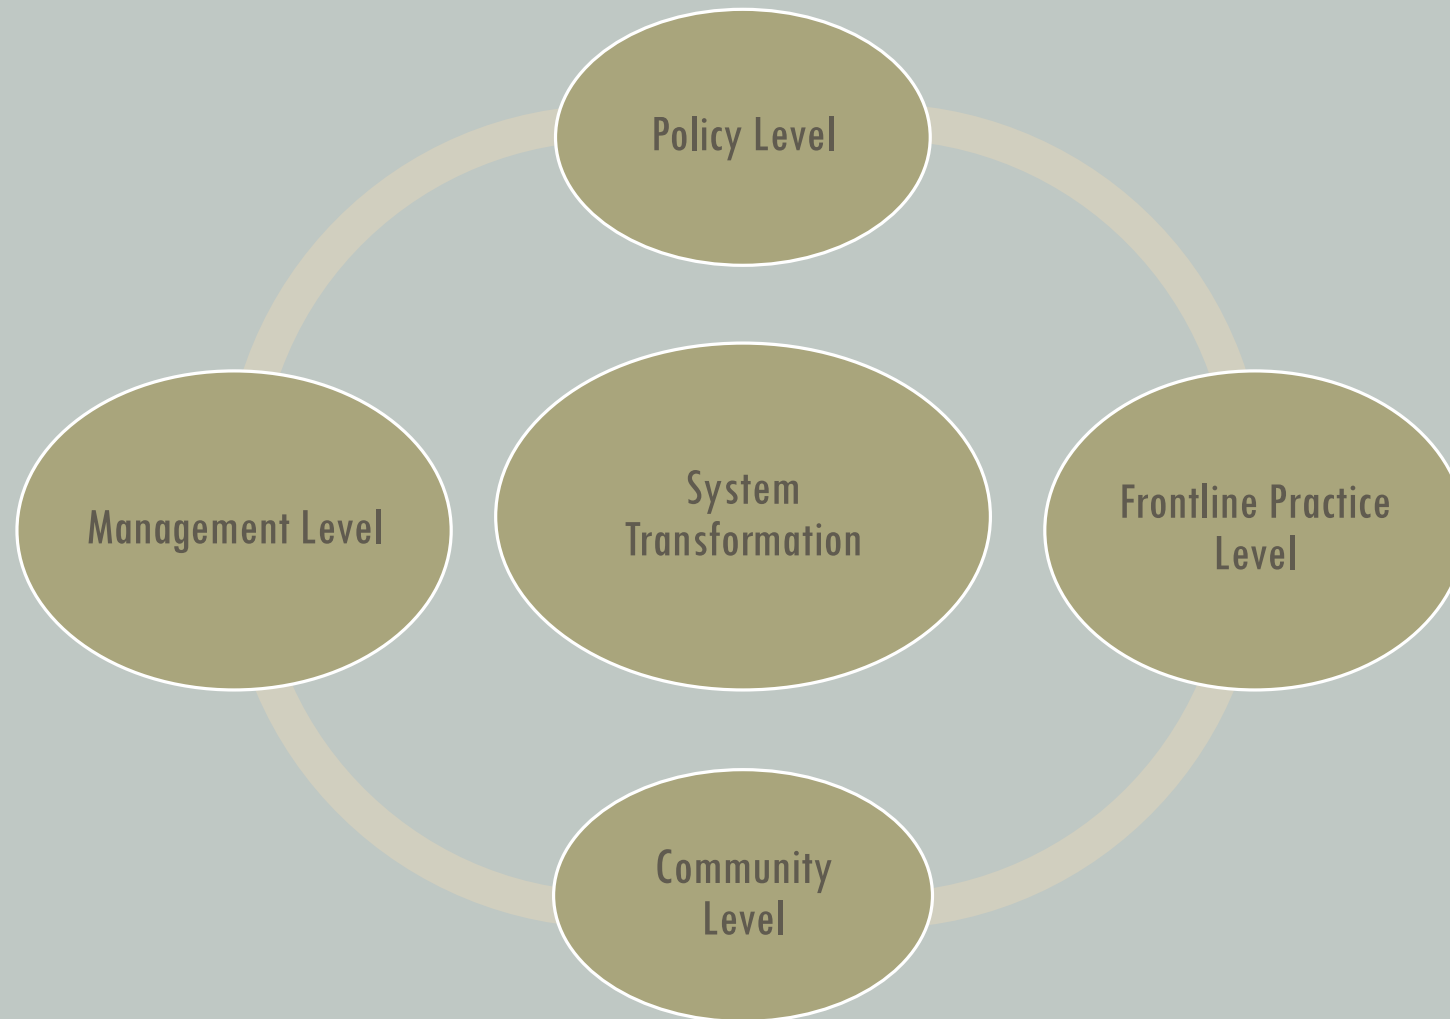 Policy Level
Management Level
System
Transformation
Frontline Practice
Level
Community
Level